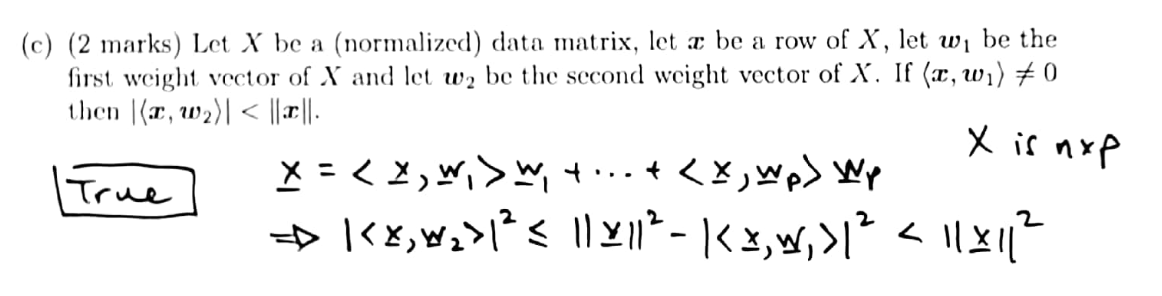 (c) (2 marks) Let X be a (normalized) data matrix, let x be a row of X, let w₁ be the
first weight vector of X and let w₂ be the second weight vector of X. If ⟨x, w₁⟩ ≠ 0
then |⟨x, w₂⟩| < ||x||.
X is n×p
True
x = <x, w₁> w₁ + ... + <x, wₚ> wₚ
⇒ |<x, w₂>|² ≤ ||x||² - |<x, w₁>|² < ||x||²